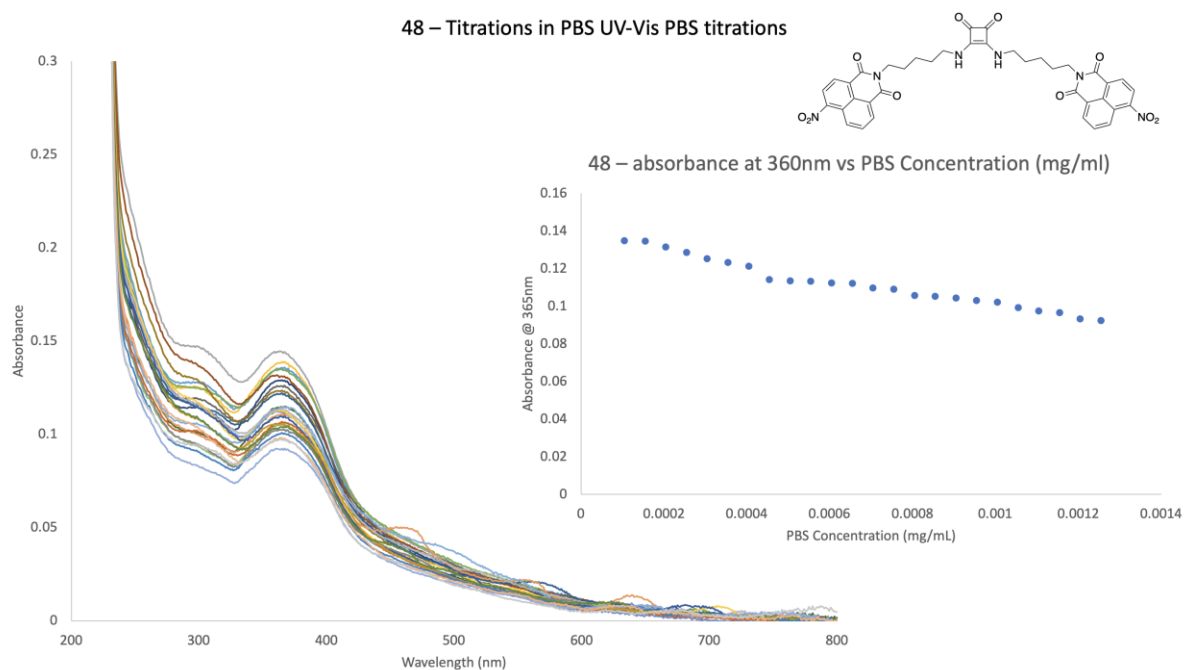 48 – Titrations in PBS UV-Vis PBS titrations
O O
N H
H N
O N O
O N O
O₂N
NO₂
0.3
0.25
0.2
0.15
0.1
0.05
0
Absorbance
200 300 400 500 600 700 800
Wavelength (nm)
48 – absorbance at 360nm vs PBS Concentration (mg/ml)
0.16
0.14
0.12
0.1
0.08
0.06
0.04
0.02
0
Absorbance @ 365nm
0 0.0002 0.0004 0.0006 0.0008 0.001 0.0012 0.0014
PBS Concentration (mg/mL)